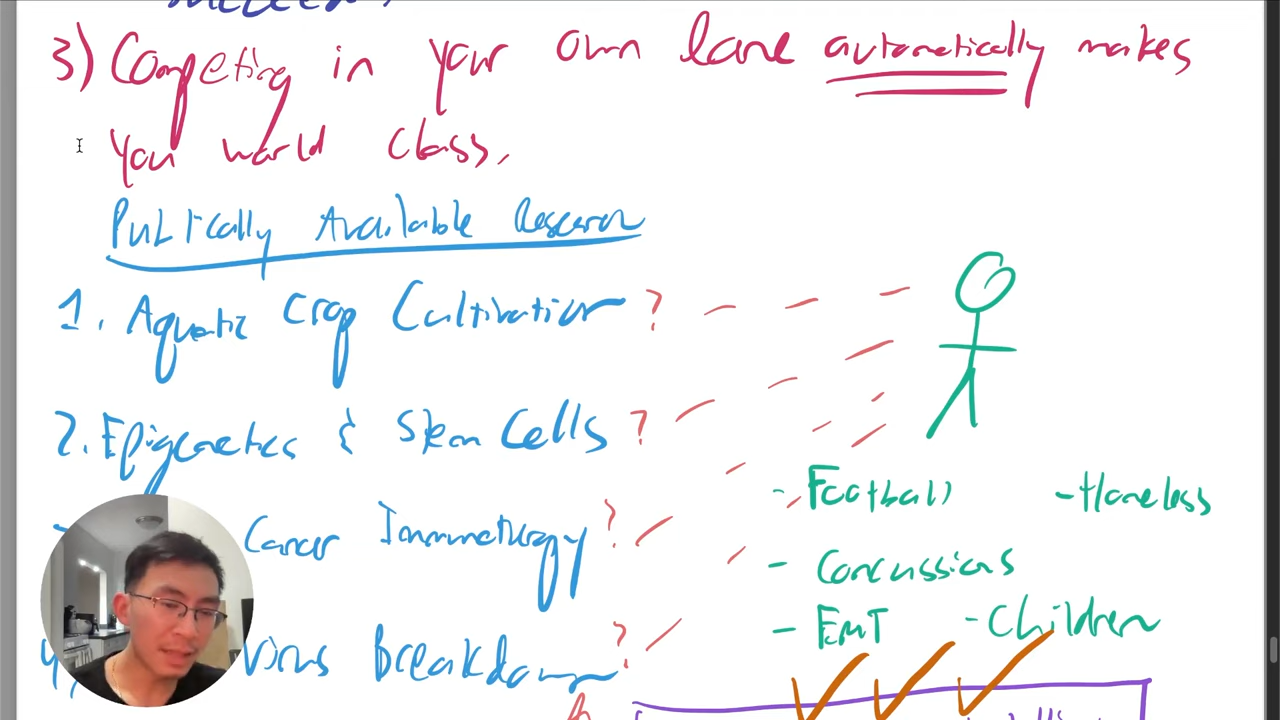 3) Competing in your own lane automatically makes
you world class,
Publically Available Research
1. Aquatic Crop Cultivation ?
2. Epigenetics & Stem Cells ?
Cancer Immunotherapy ?
4. virus breakdown ?
- Football
- Homeless
- Concussions
- EMT
- Children